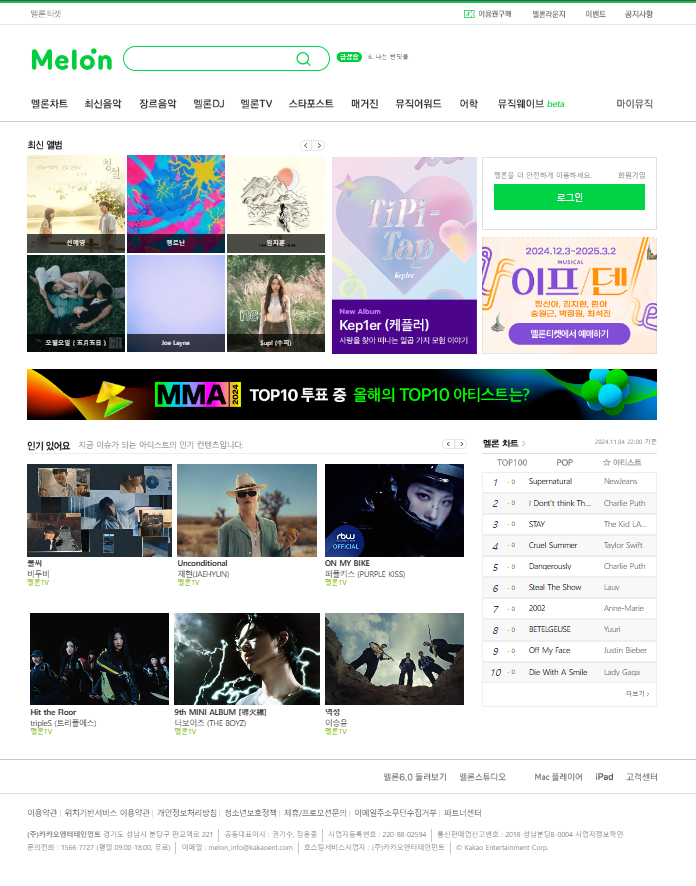 멜론티켓
이용권구매 멜론라운지 이벤트 공지사항
Melon
급상승 6. 나는 반딧불
멜론차트 최신음악 장르음악 멜론DJ 멜론TV 스타포스트 매거진 뮤직어워드 어학 뮤직웨이브 beta 마이뮤직
최신 앨범
청설
선예영
행로난
임지훈
오월오일 (五月五日)
Joe Layne
Supi (수피)
TiPi-
Tap
Kep1er
New Album
Kep1er (케플러)
사랑을 찾아 떠나는 일곱 가지 모험 이야기
멜론을 더 안전하게 이용하세요. 회원가입
로그인
2024.12.3~2025.3.2
MUSICAL
이프/덴
정선아, 김지현, 린아
송원근, 박정원, 최석진
멜론티켓에서 예매하기
MMA 2024 TOP10 투표 중 올해의 TOP10 아티스트는?
인기 있어요 지금 이슈가 되는 아티스트의 인기 컨텐츠입니다.
rbw
OFFICIAL
불씨
비투비
멜론TV
Unconditional
재현(JAEHYUN)
멜론TV
ON MY BIKE
퍼플키스 (PURPLE KISS)
멜론TV
Hit the Floor
tripleS (트리플에스)
멜론TV
9th MINI ALBUM [導火線]
더보이즈 (THE BOYZ)
멜론TV
역성
이승윤
멜론TV
멜론 차트 2024.11.04 22:00 기준
TOP100 POP ☆ 아티스트
1 - 0 Supernatural NewJeans
2 - 0 I Don't think Th... Charlie Puth
3 - 0 STAY The Kid LA...
4 - 0 Cruel Summer Taylor Swift
5 - 0 Dangerously Charlie Puth
6 - 0 Steal The Show Lauv
7 - 0 2002 Anne-Marie
8 - 0 BETELGEUSE Yuuri
9 - 0 Off My Face Justin Bieber
10 - 0 Die With A Smile Lady Gaga
더보기
멜론6.0 둘러보기 멜론스튜디오 Mac 플레이어 iPad 고객센터
이용약관 | 위치기반서비스 이용약관 | 개인정보처리방침 | 청소년보호정책 | 제휴/프로모션문의 | 이메일주소무단수집거부 | 파트너센터
(주)카카오엔터테인먼트 경기도 성남시 분당구 판교역로 221 | 공동대표이사 : 권기수, 장윤중 | 사업자등록번호 : 220-88-02594 | 통신판매업신고번호 : 2018-성남분당B-0004 사업자정보확인
문의전화 : 1566-7727 (평일 09:00-18:00, 유료) | 이메일 : melon_info@kakaoent.com | 호스팅서비스사업자 : (주)카카오엔터테인먼트 | © Kakao Entertainment Corp.